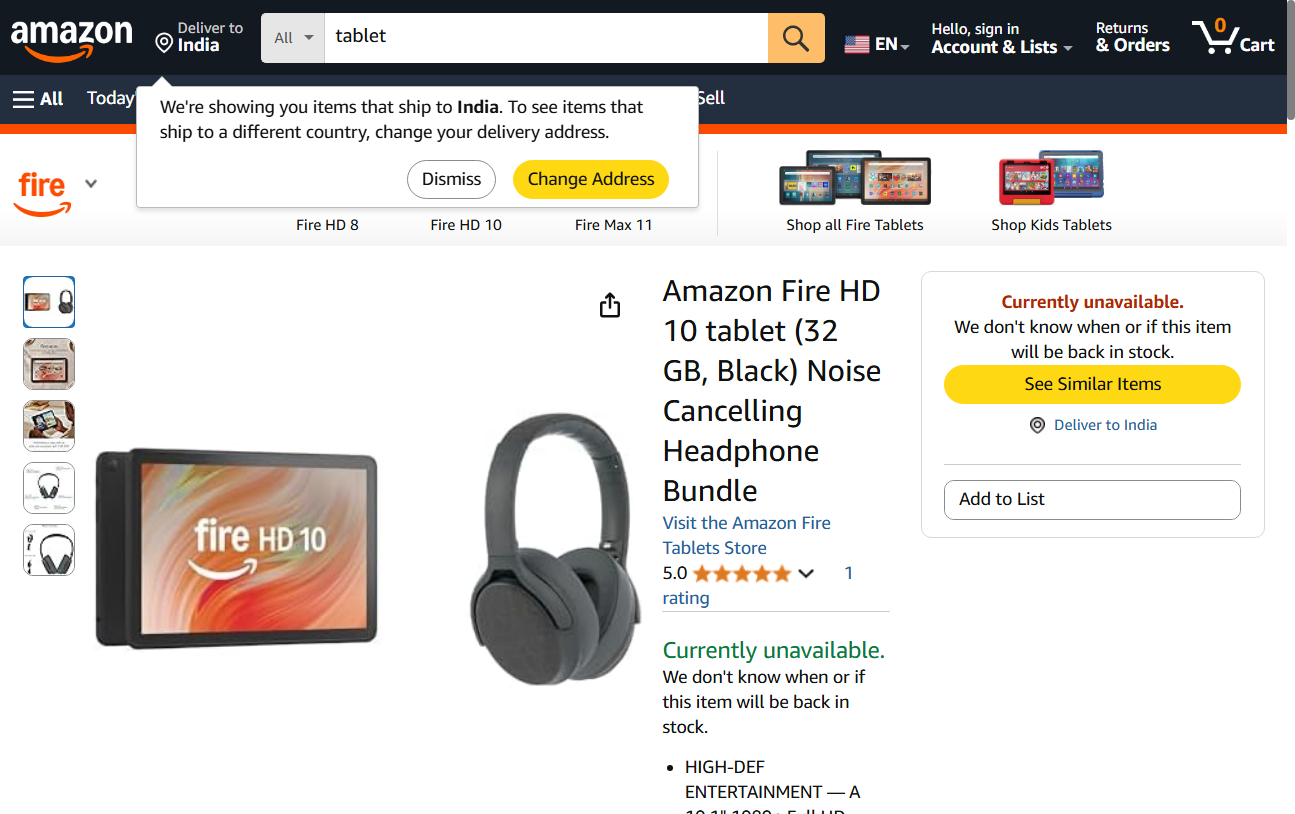 amazon
Deliver to
India
All
tablet
EN
Hello, sign in
Account & Lists
Returns
& Orders
0
Cart
All
Today
Sell
We're showing you items that ship to India. To see items that
ship to a different country, change your delivery address.
Dismiss
Change Address
fire
Fire HD 8
Fire HD 10
Fire Max 11
Shop all Fire Tablets
Shop Kids Tablets
Amazon Fire HD
10 tablet (32
GB, Black) Noise
Cancelling
Headphone
Bundle
Visit the Amazon Fire
Tablets Store
5.0
1
rating
Currently unavailable.
We don't know when or if
this item will be back in
stock.
HIGH-DEF
ENTERTAINMENT — A
10.1" 1080p Full HD
fire HD 10
Currently unavailable.
We don't know when or if this item
will be back in stock.
See Similar Items
Deliver to India
Add to List